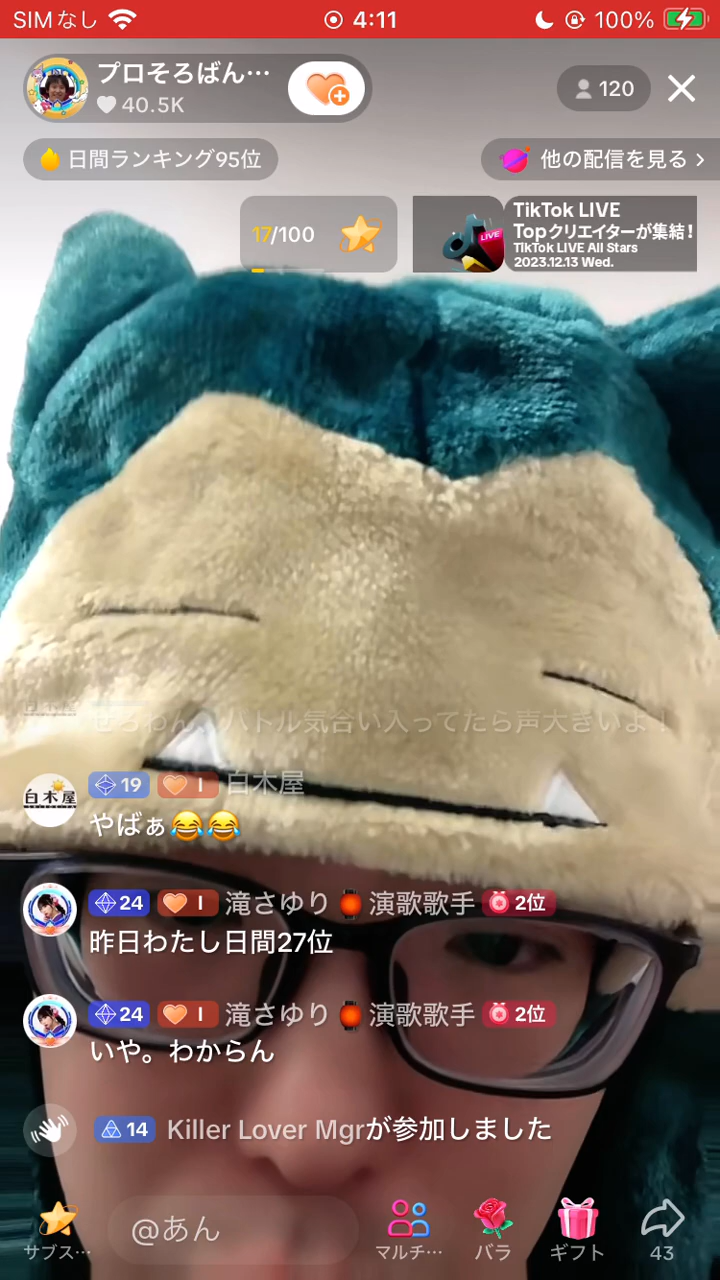 SIMなし 4:11 100%
プロそろばん…
40.5K
120
日間ランキング95位
他の配信を見る
17/100
LIVE
TikTok LIVE
Topクリエイターが集結!
TikTok LIVE All Stars
2023.12.13 Wed.
白木屋
ぜろわん、バトル気合い入ってたら声大きいよ!
白木屋
19 I 白木屋
やばぁ😂😂
24 I 滝さゆり🏮演歌歌手 2位
昨日わたし日間27位
24 I 滝さゆり🏮演歌歌手 2位
いや。わからん
14 Killer Lover Mgrが参加しました
@あん
サブス… マルチ… バラ ギフト 43